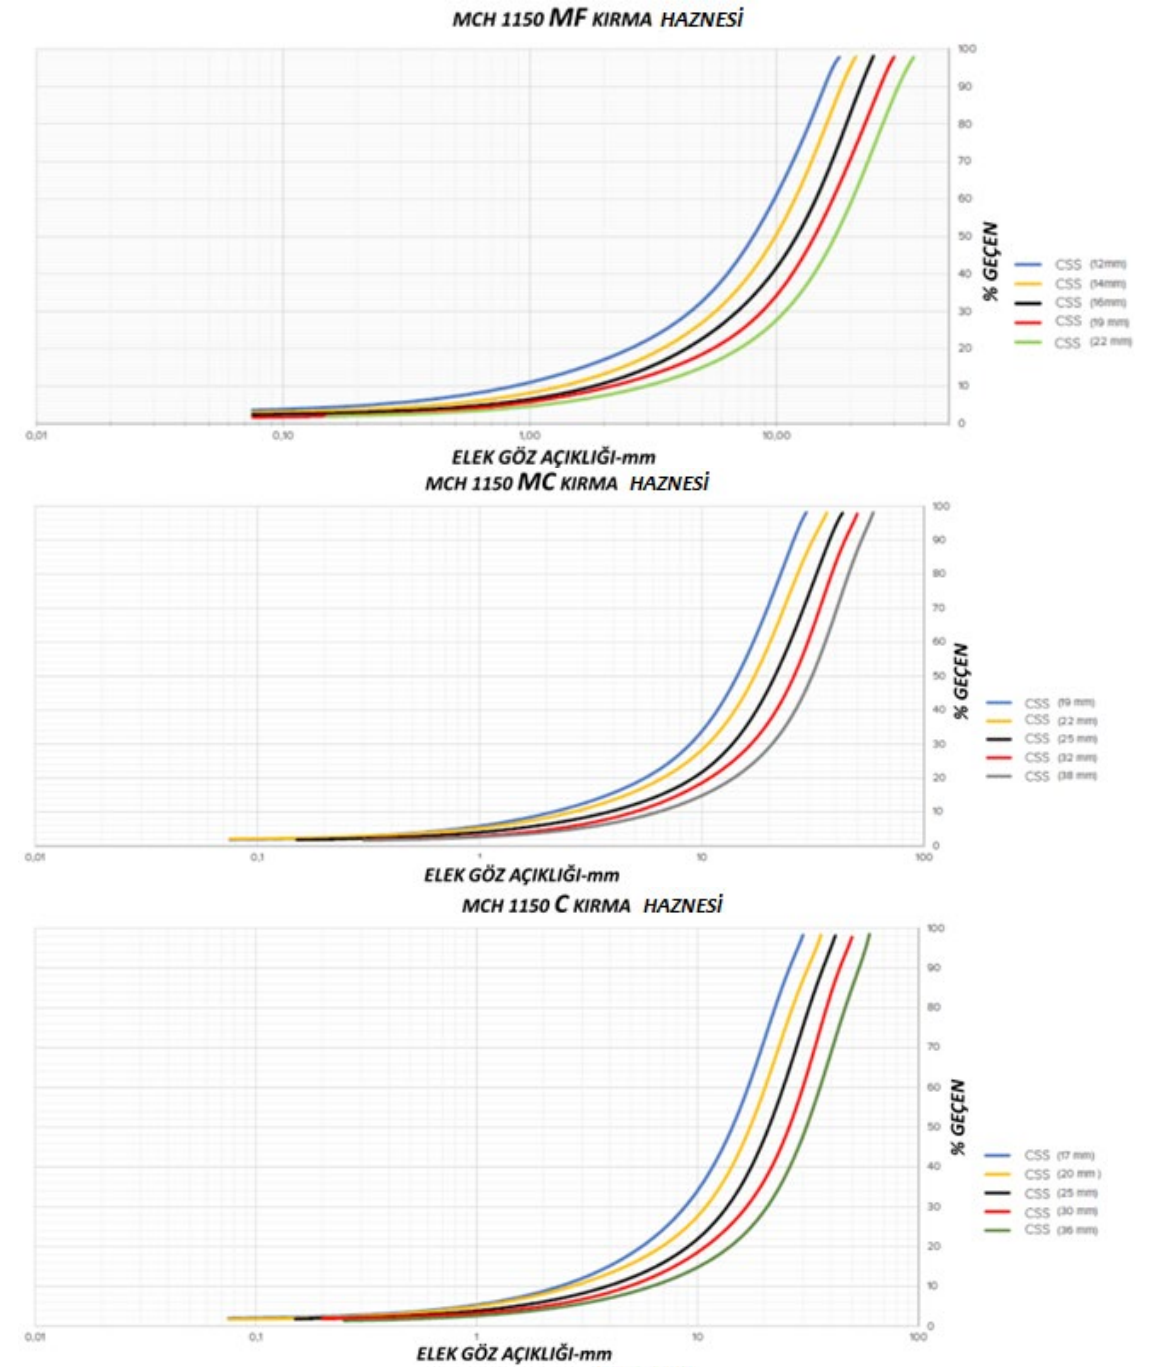 MCH 1150 MF KIRMA HAZNESİ
100
90
80
70
60
50
40
30
20
10
0
% GEÇEN
CSS (12mm)
CSS (14mm)
CSS (16mm)
CSS (19 mm)
CSS (22 mm)
0,01 0,10 1,00 10,00
ELEK GÖZ AÇIKLIĞI-mm
MCH 1150 MC KIRMA HAZNESİ
100
90
80
70
60
50
40
30
20
10
0
% GEÇEN
CSS (19 mm)
CSS (22 mm)
CSS (25 mm)
CSS (32 mm)
CSS (38 mm)
0,01 0,1 1 10 100
ELEK GÖZ AÇIKLIĞI-mm
MCH 1150 C KIRMA HAZNESİ
100
90
80
70
60
50
40
30
20
10
0
% GEÇEN
CSS (17 mm)
CSS (20 mm )
CSS (25 mm)
CSS (30 mm)
CSS (36 mm)
0,01 0,1 1 10 100
ELEK GÖZ AÇIKLIĞI-mm